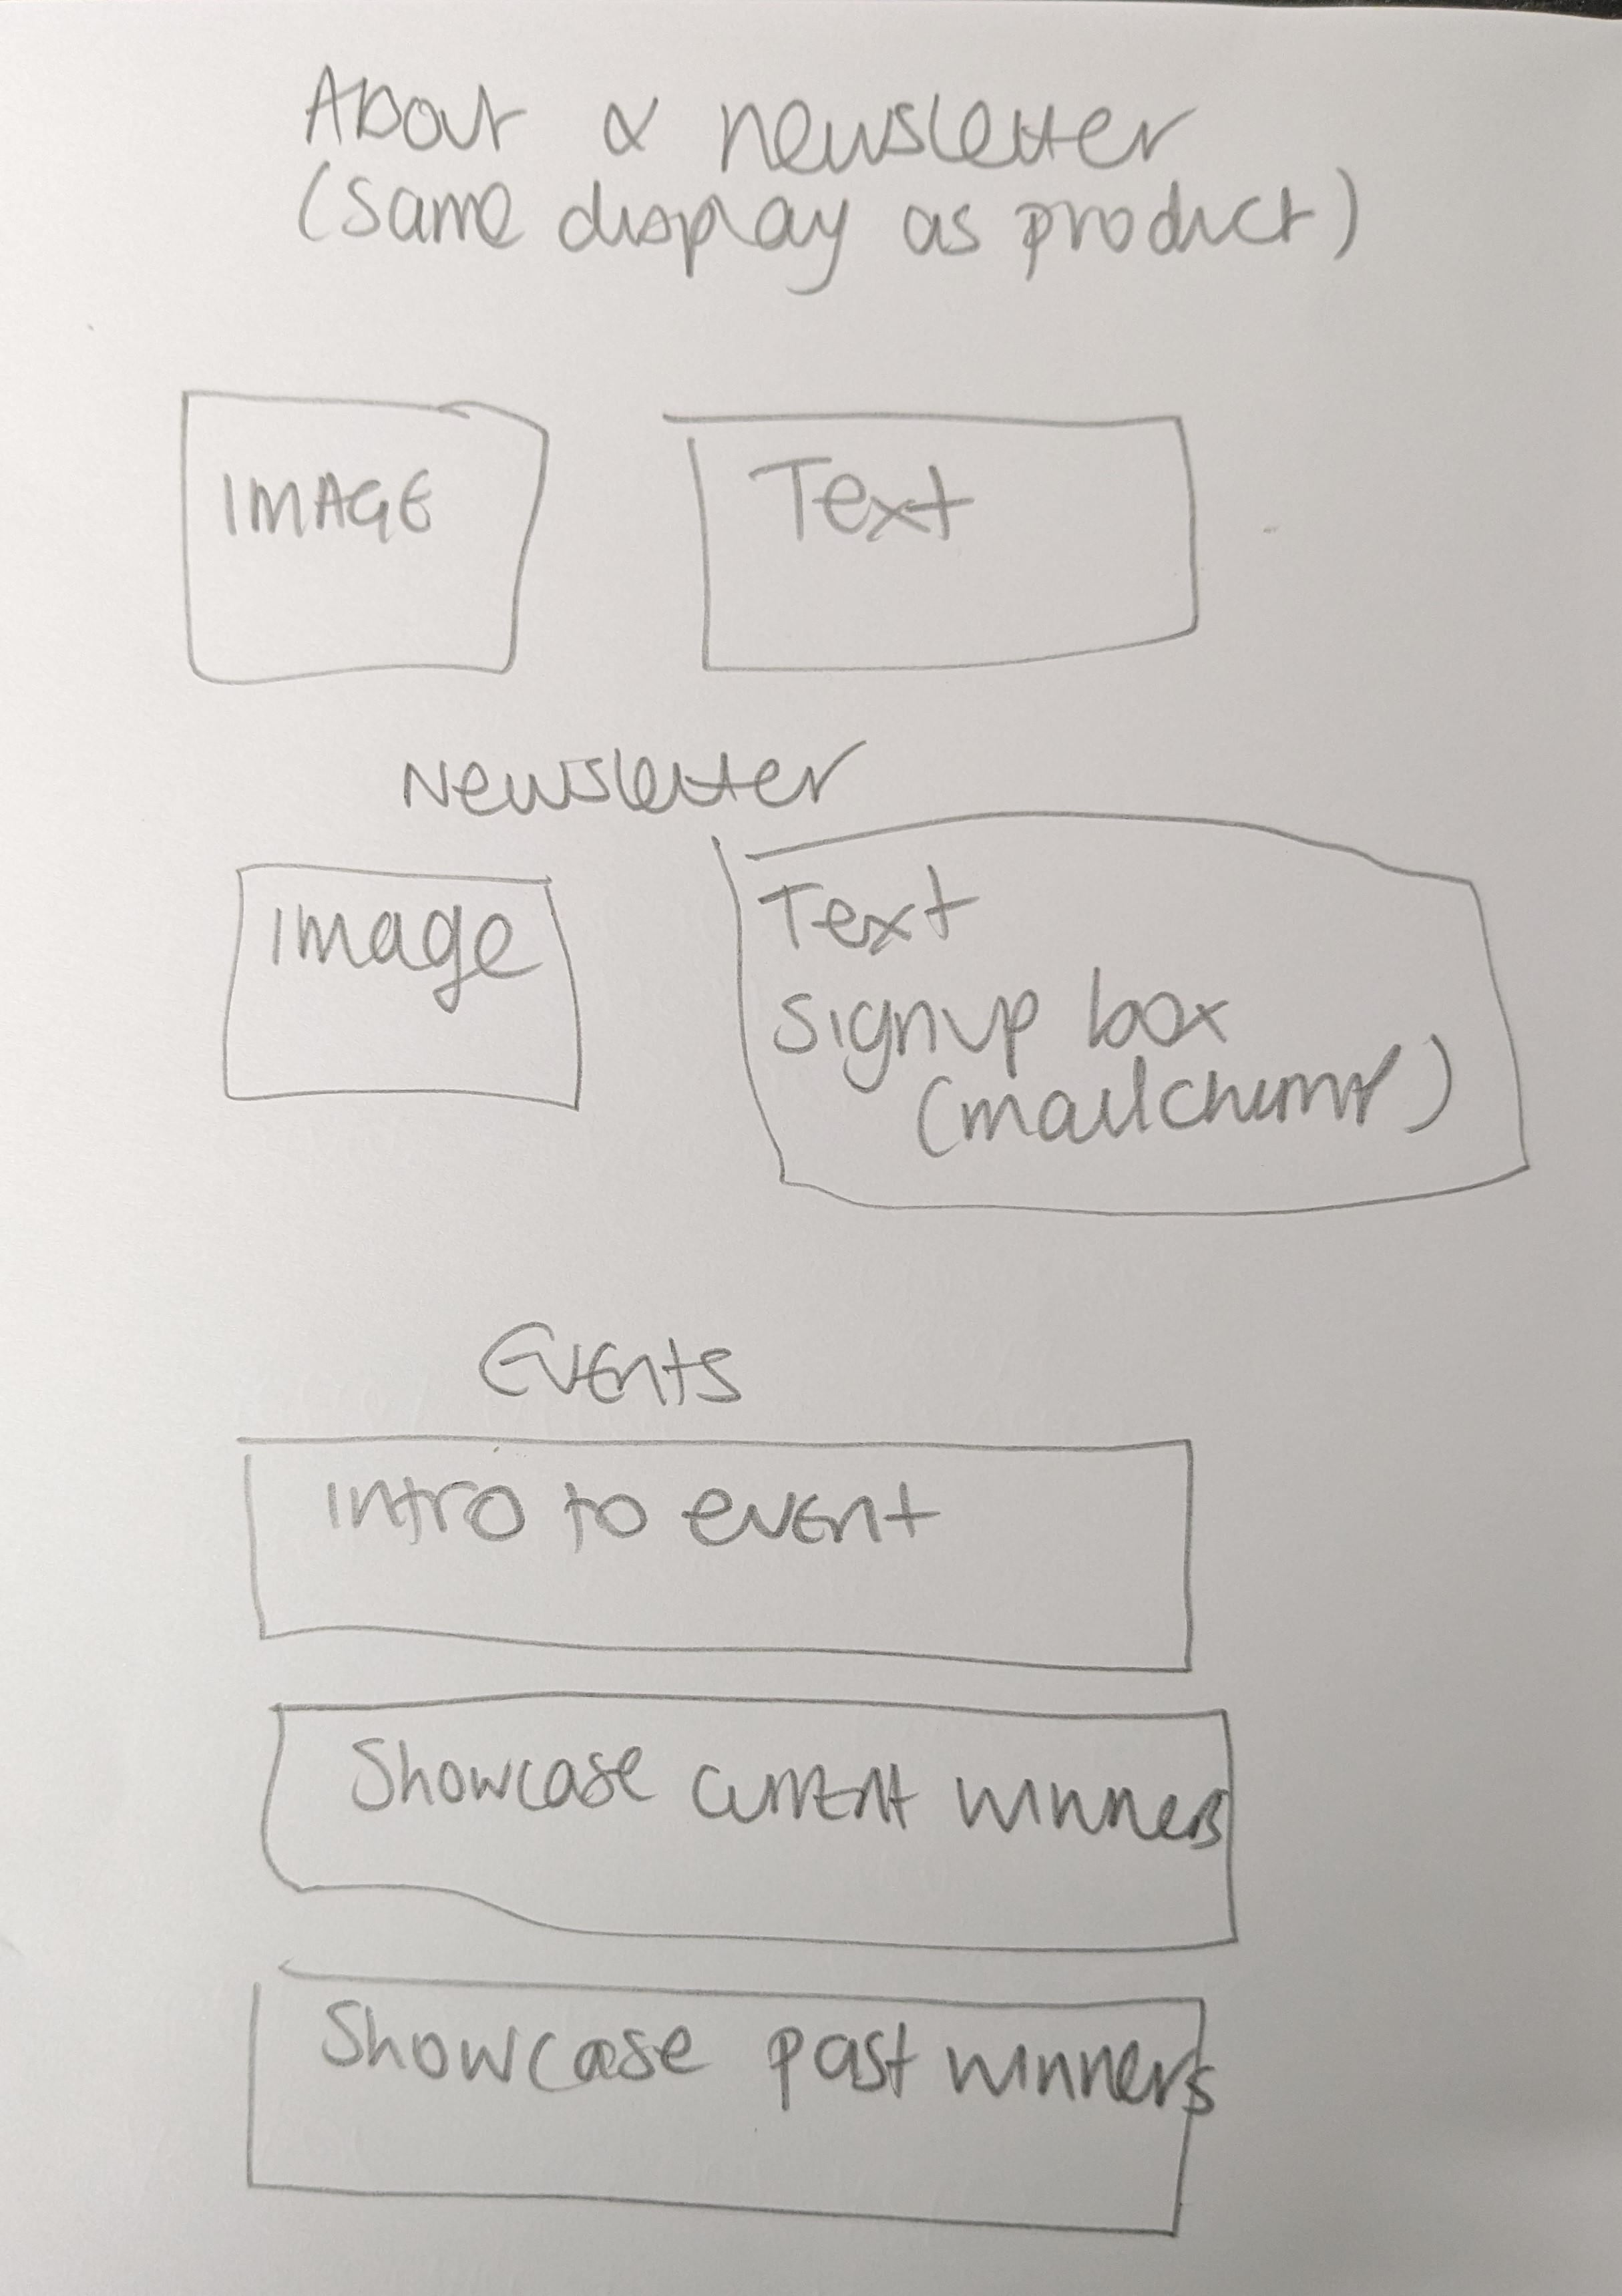 About & newsletter
(same display as product)
IMAGE
Text
Newsletter
Image
Text
signup box
(mailchimp)
Events
Intro to event
Showcase current winners
Showcase past winners